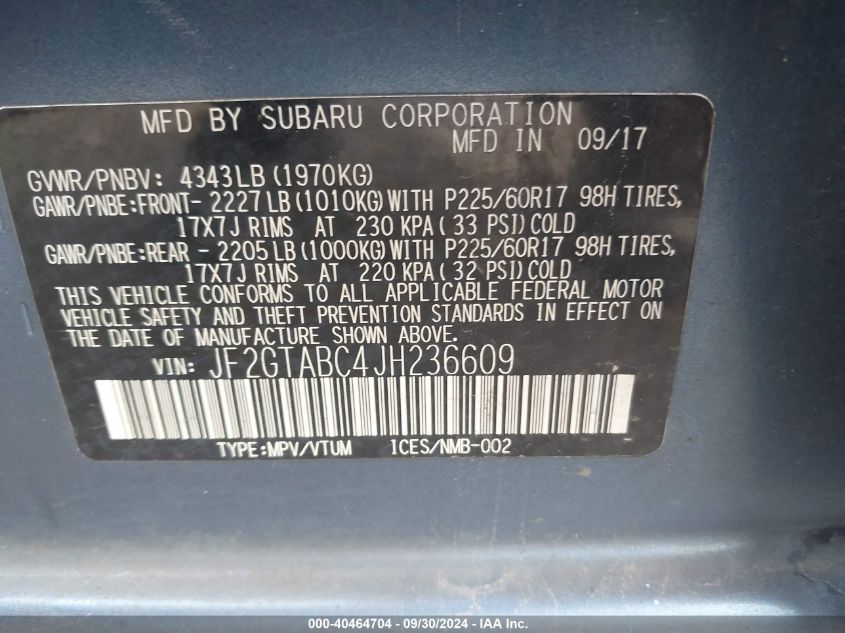 MFD BY SUBARU CORPORATION
MFD IN 09/17
GVWR/PNBV: 4343LB(1970KG)
GAWR/PNBE:FRONT- 2227LB(1010KG)WITH P225/60R17 98H TIRES,
17X7J RIMS AT 230 KPA(33 PSI)COLD
GAWR/PNBE:REAR - 2205LB(1000KG)WITH P225/60R17 98H TIRES,
17X7J RIMS AT 220 KPA(32 PSI)COLD
THIS VEHICLE CONFORMS TO ALL APPLICABLE FEDERAL MOTOR
VEHICLE SAFETY AND THEFT PREVENTION STANDARDS IN EFFECT ON
THE DATE OF MANUFACTURE SHOWN ABOVE.
VIN: JF2GTABC4JH236609
TYPE:MPV/VTUM ICES/NMB-002
000-40464704 - 09/30/2024 - IAA Inc.